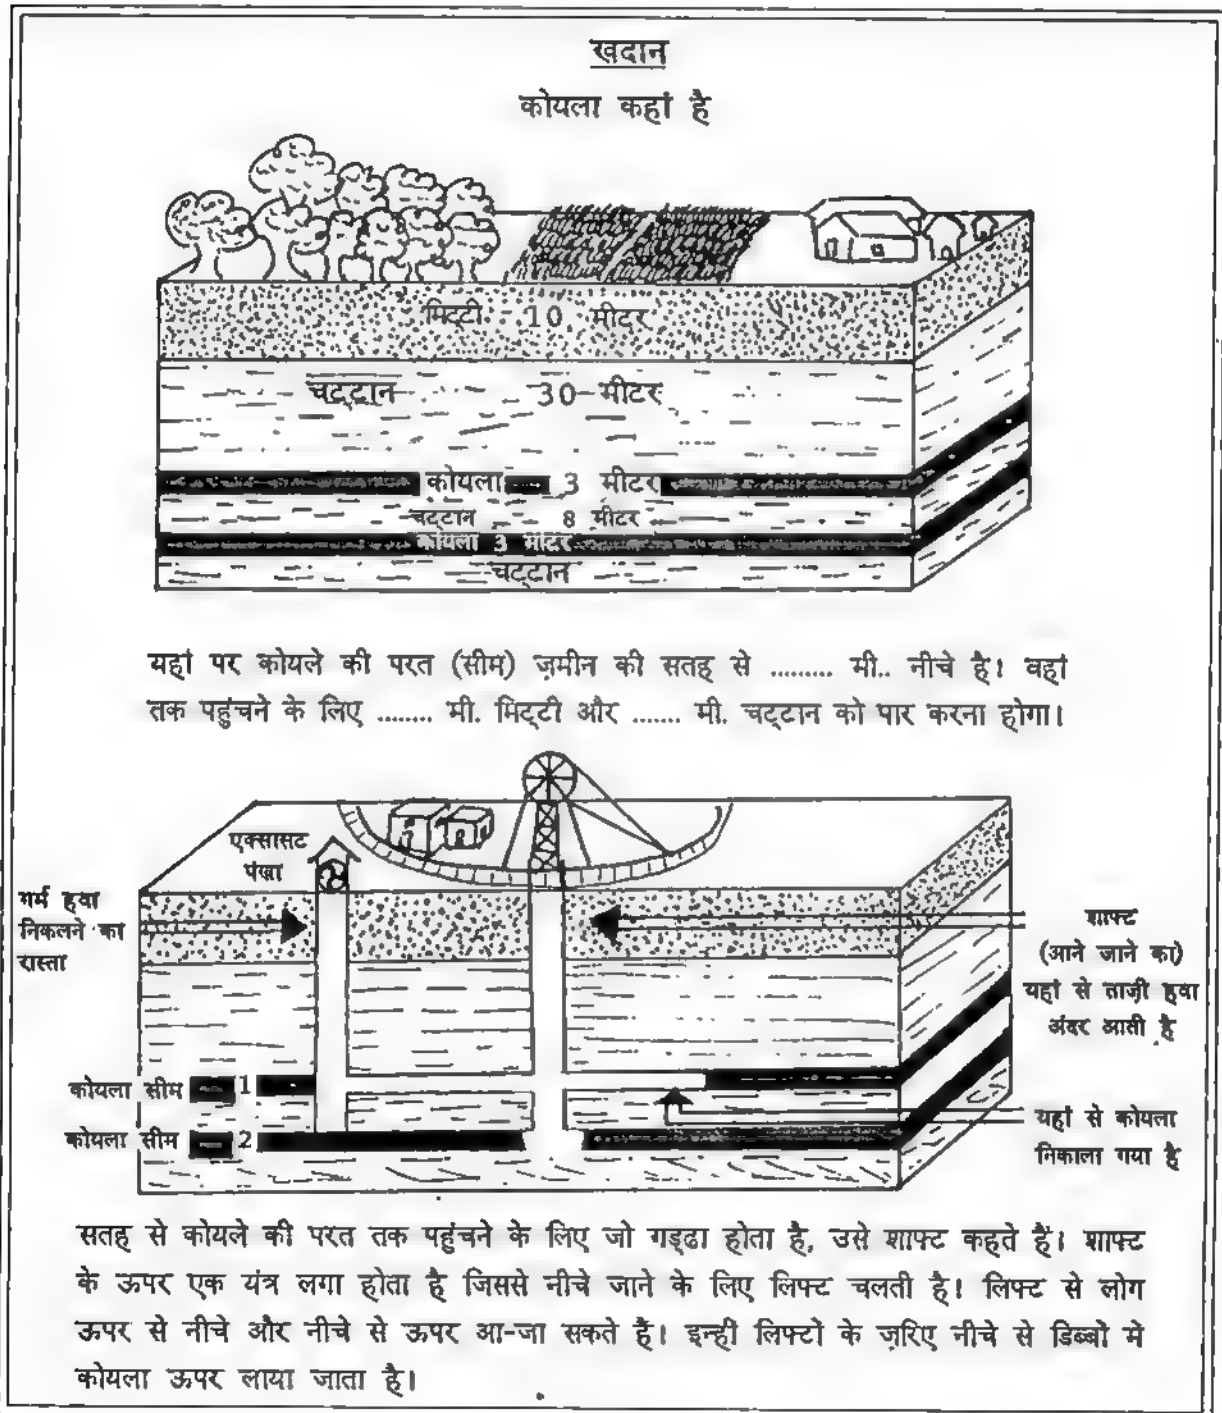 खदान
कोयला कहां है
मिट्टी - 10 मीटर
चट्टान - 30 मीटर
कोयला 3 मीटर
चट्टान 8 मीटर
कोयला 3 मीटर
चट्टान
यहां पर कोयले की परत (सीम) ज़मीन की सतह से ......... मी.. नीचे है। वहां
तक पहुंचने के लिए ........ मी. मिट्टी और ....... मी. चट्टान को पार करना होगा।
एक्सासट
पंखा
गर्म हवा
निकलने का
रास्ता
शाफ्ट
(आने जाने का)
यहां से ताज़ी हवा
अंदर आती है
कोयला सीम 1
कोयला सीम 2
यहां से कोयला
निकाला गया है
सतह से कोयले की परत तक पहुंचने के लिए जो गड्ढा होता है, उसे शाफ्ट कहते हैं। शाफ्ट
के ऊपर एक यंत्र लगा होता है जिससे नीचे जाने के लिए लिफ्ट चलती है। लिफ्ट से लोग
ऊपर से नीचे और नीचे से ऊपर आ-जा सकते हैं। इन्हीं लिफ्टों के ज़रिए नीचे से डिब्बों में
कोयला ऊपर लाया जाता है।